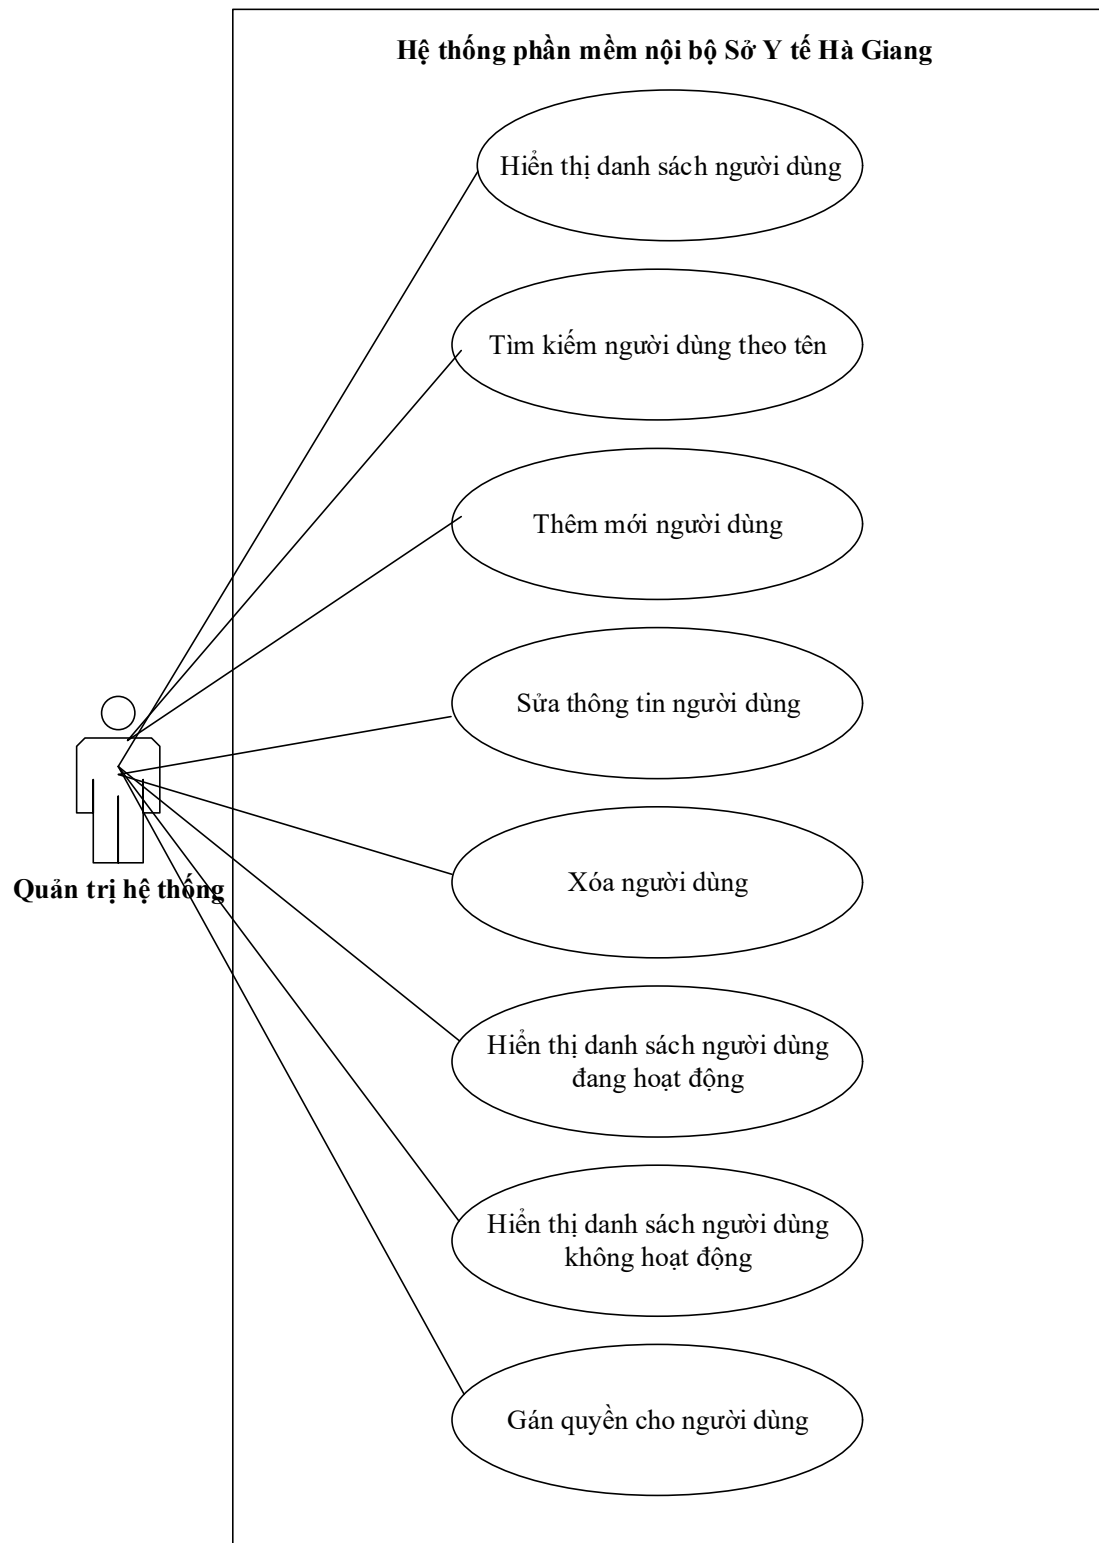 Hệ thống phần mềm nội bộ Sở Y tế Hà Giang
Hiển thị danh sách người dùng
Tìm kiếm người dùng theo tên
Thêm mới người dùng
Sửa thông tin người dùng
Xóa người dùng
Quản trị hệ thống
Hiển thị danh sách người dùng
đang hoạt động
Hiển thị danh sách người dùng
không hoạt động
Gán quyền cho người dùng